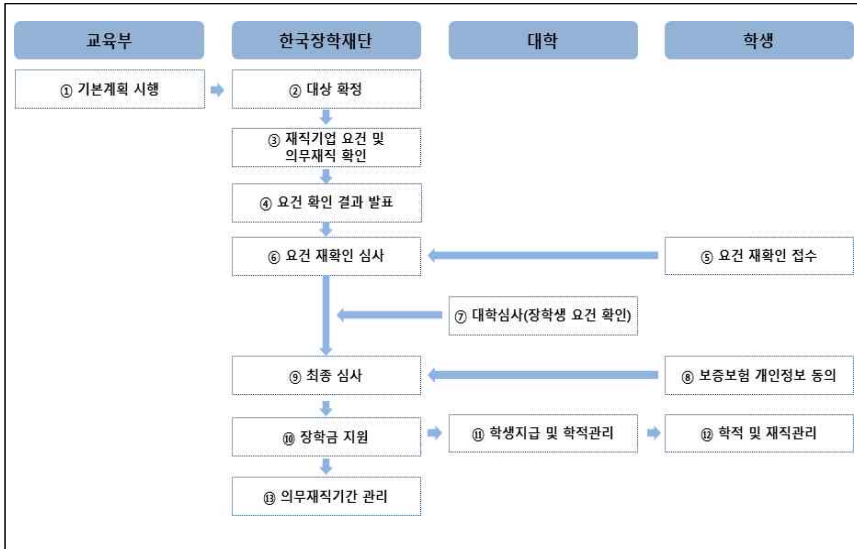 교육부
한국장학재단
대학
학생
① 기본계획 시행
② 대상 확정
③ 재직기업 요건 및
의무재직 확인
④ 요건 확인 결과 발표
⑥ 요건 재확인 심사
⑤ 요건 재확인 접수
⑦ 대학심사(장학생 요건 확인)
⑨ 최종 심사
⑧ 보증보험 개인정보 동의
⑩ 장학금 지원
⑪ 학생지급 및 학적관리
⑫ 학적 및 재직관리
⑬ 의무재직기간 관리